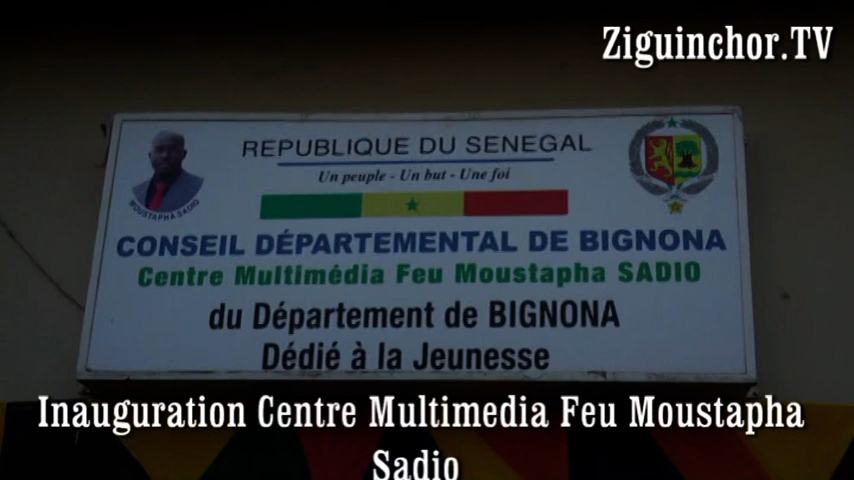 Ziguinchor.TV
REPUBLIQUE DU SENEGAL
Un peuple - Un but - Une foi
MOUSTAPHA SADIO
CONSEIL DÉPARTEMENTAL DE BIGNONA
Centre Multimédia Feu Moustapha SADIO
du Département de BIGNONA
Dédié à la Jeunesse
Inauguration Centre Multimedia Feu Moustapha
Sadio